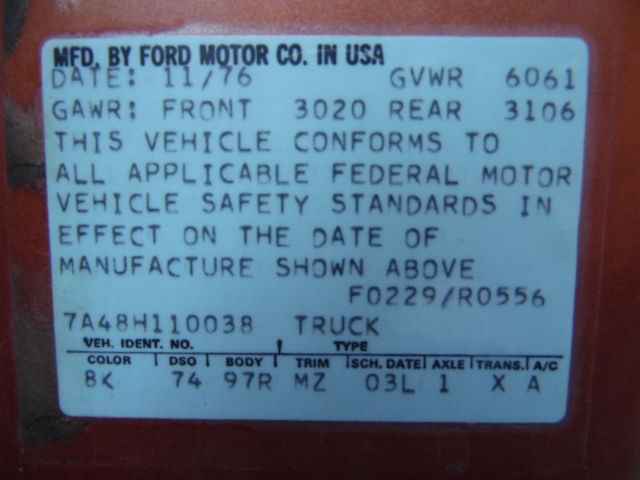 MFD. BY FORD MOTOR CO. IN USA
DATE: 11/76 GVWR 6061
GAWR: FRONT 3020 REAR 3106
THIS VEHICLE CONFORMS TO
ALL APPLICABLE FEDERAL MOTOR
VEHICLE SAFETY STANDARDS IN
EFFECT ON THE DATE OF
MANUFACTURE SHOWN ABOVE
F0229/R0556
7A48H110038 TRUCK
VEH. IDENT. NO. TYPE
COLOR DSO BODY TRIM SCH. DATE AXLE TRANS. A/C
8K 74 97R MZ 03L 1 X A